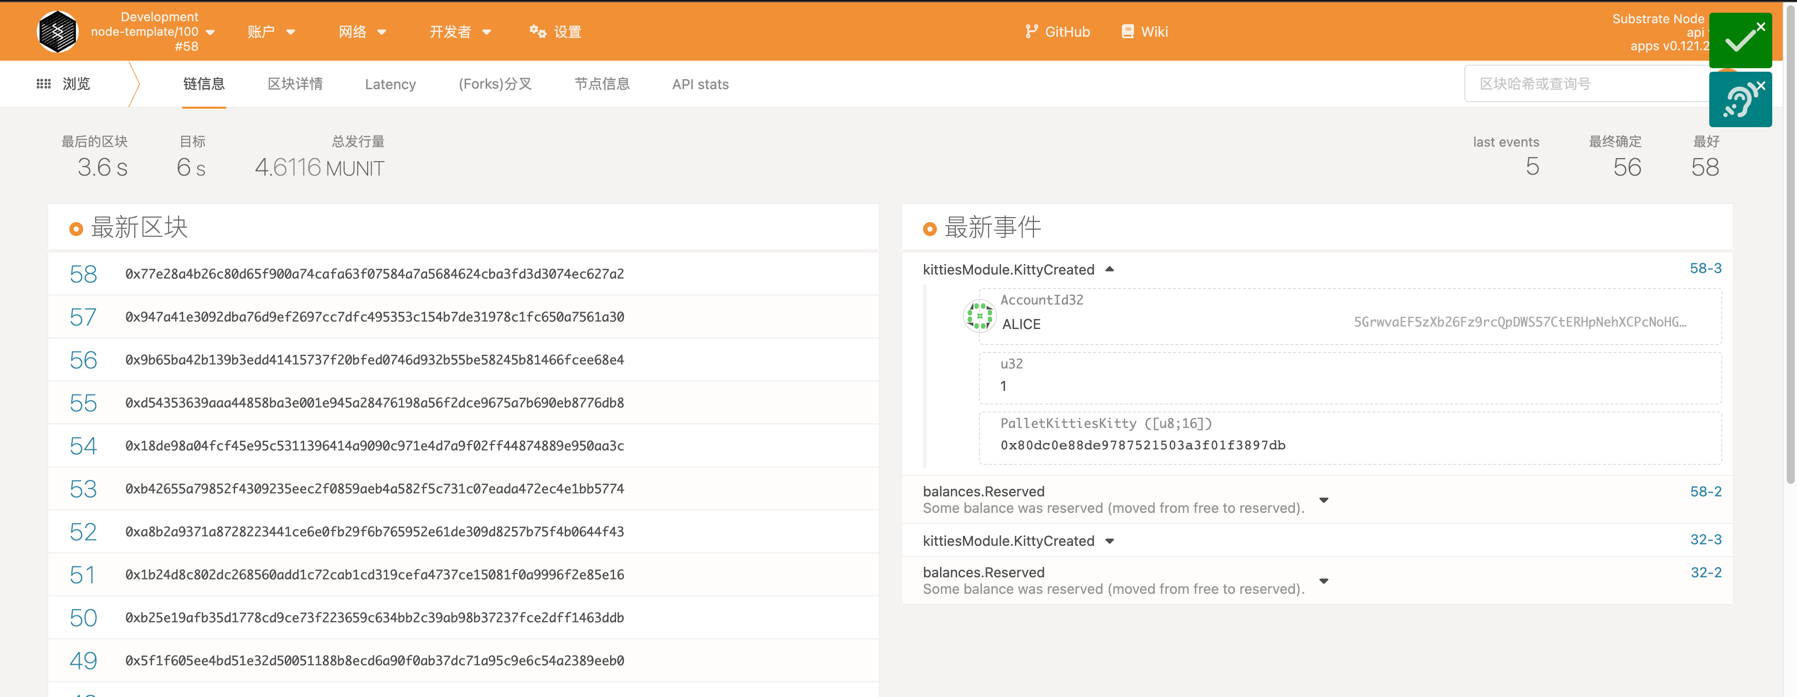 Development
node-template/100
#58
账户
网络
开发者
设置
GitHub
Wiki
Substrate Node
api
apps v0.121.2
浏览
链信息
区块详情
Latency
(Forks)分叉
节点信息
API stats
区块哈希或查询号
最后的区块
3.6 s
目标
6 s
总发行量
4.6116 MUNIT
last events
5
最终确定
56
最好
58
最新区块
58 0x77e28a4b26c80d65f900a74cafa63f07584a7a5684624cba3fd3d3074ec627a2
57 0x947a41e3092dba76d9ef2697cc7dfc495353c154b7de31978c1fc650a7561a30
56 0x9b65ba42b139b3edd41415737f20bfed0746d932b55be58245b81466fcee68e4
55 0xd54353639aaa44858ba3e001e945a28476198a56f2dce9675a7b690eb8776db8
54 0x18de98a04fcf45e95c5311396414a9090c971e4d7a9f02ff44874889e950aa3c
53 0xb42655a79852f4309235eec2f0859aeb4a582f5c731c07eada472ec4e1bb5774
52 0xa8b2a9371a8728223441ce6e0fb29f6b765952e61de309d8257b75f4b0644f43
51 0x1b24d8c802dc268560add1c72cab1cd319cefa4737ce15081f0a9996f2e85e16
50 0xb25e19afb35d1778cd9ce73f223659c634bb2c39ab98b37237fce2dff1463ddb
49 0x5f1f605ee4bd51e32d50051188b8ecd6a90f0ab37dc71a95c9e6c54a2389eeb0
最新事件
kittiesModule.KittyCreated 58-3
AccountId32
ALICE 5GrwvaEF5zXb26Fz9rcQpDWS57CtERHpNehXCPcNoHG…
u32
1
PalletKittiesKitty ([u8;16])
0x80dc0e88de9787521503a3f01f3897db
balances.Reserved 58-2
Some balance was reserved (moved from free to reserved).
kittiesModule.KittyCreated 32-3
balances.Reserved 32-2
Some balance was reserved (moved from free to reserved).